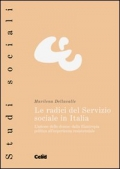 Studi sociali
Marilena Dellavalle
Le radici del Servizio
sociale in Italia
Celid